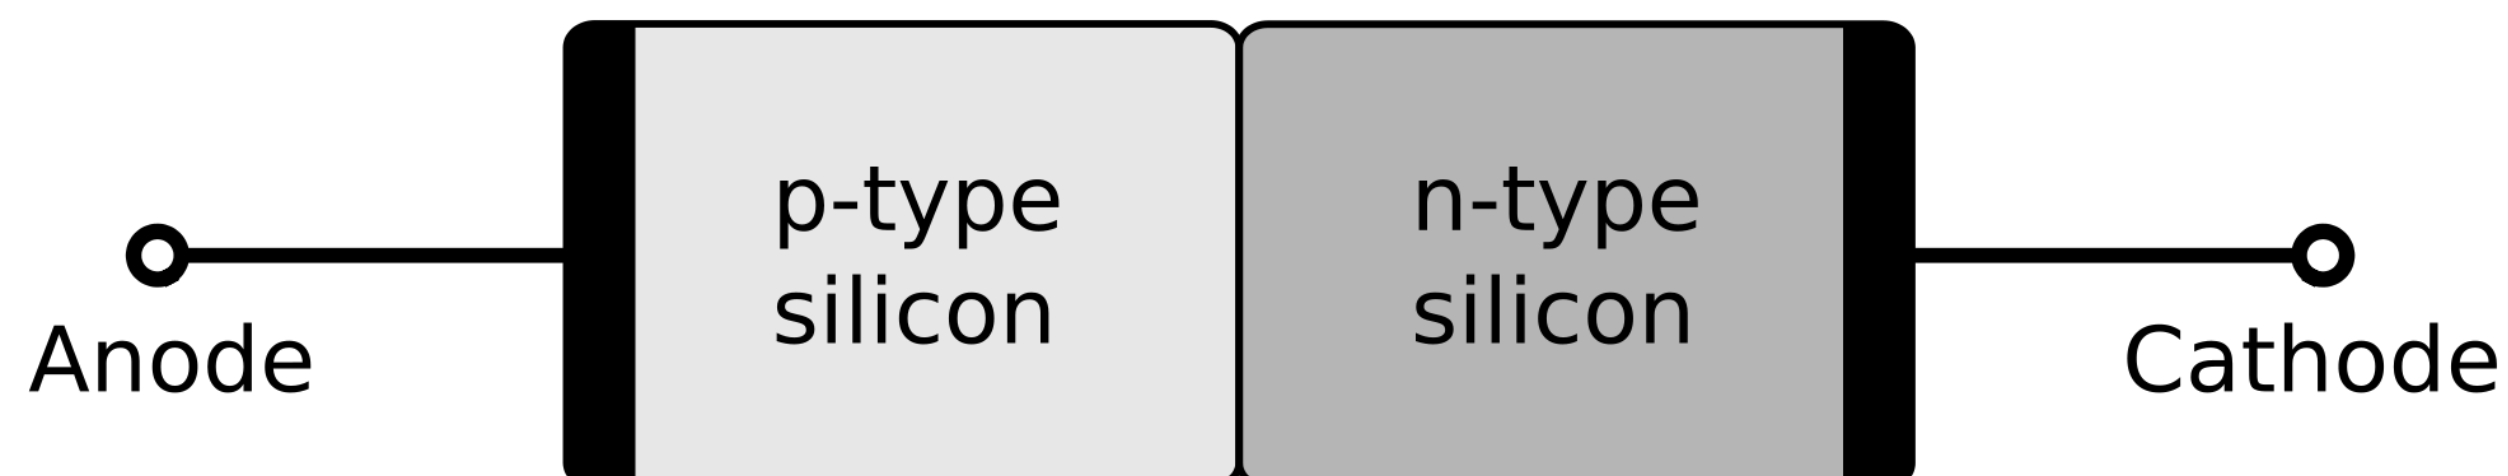 p-type
silicon
n-type
silicon
Anode
Cathode